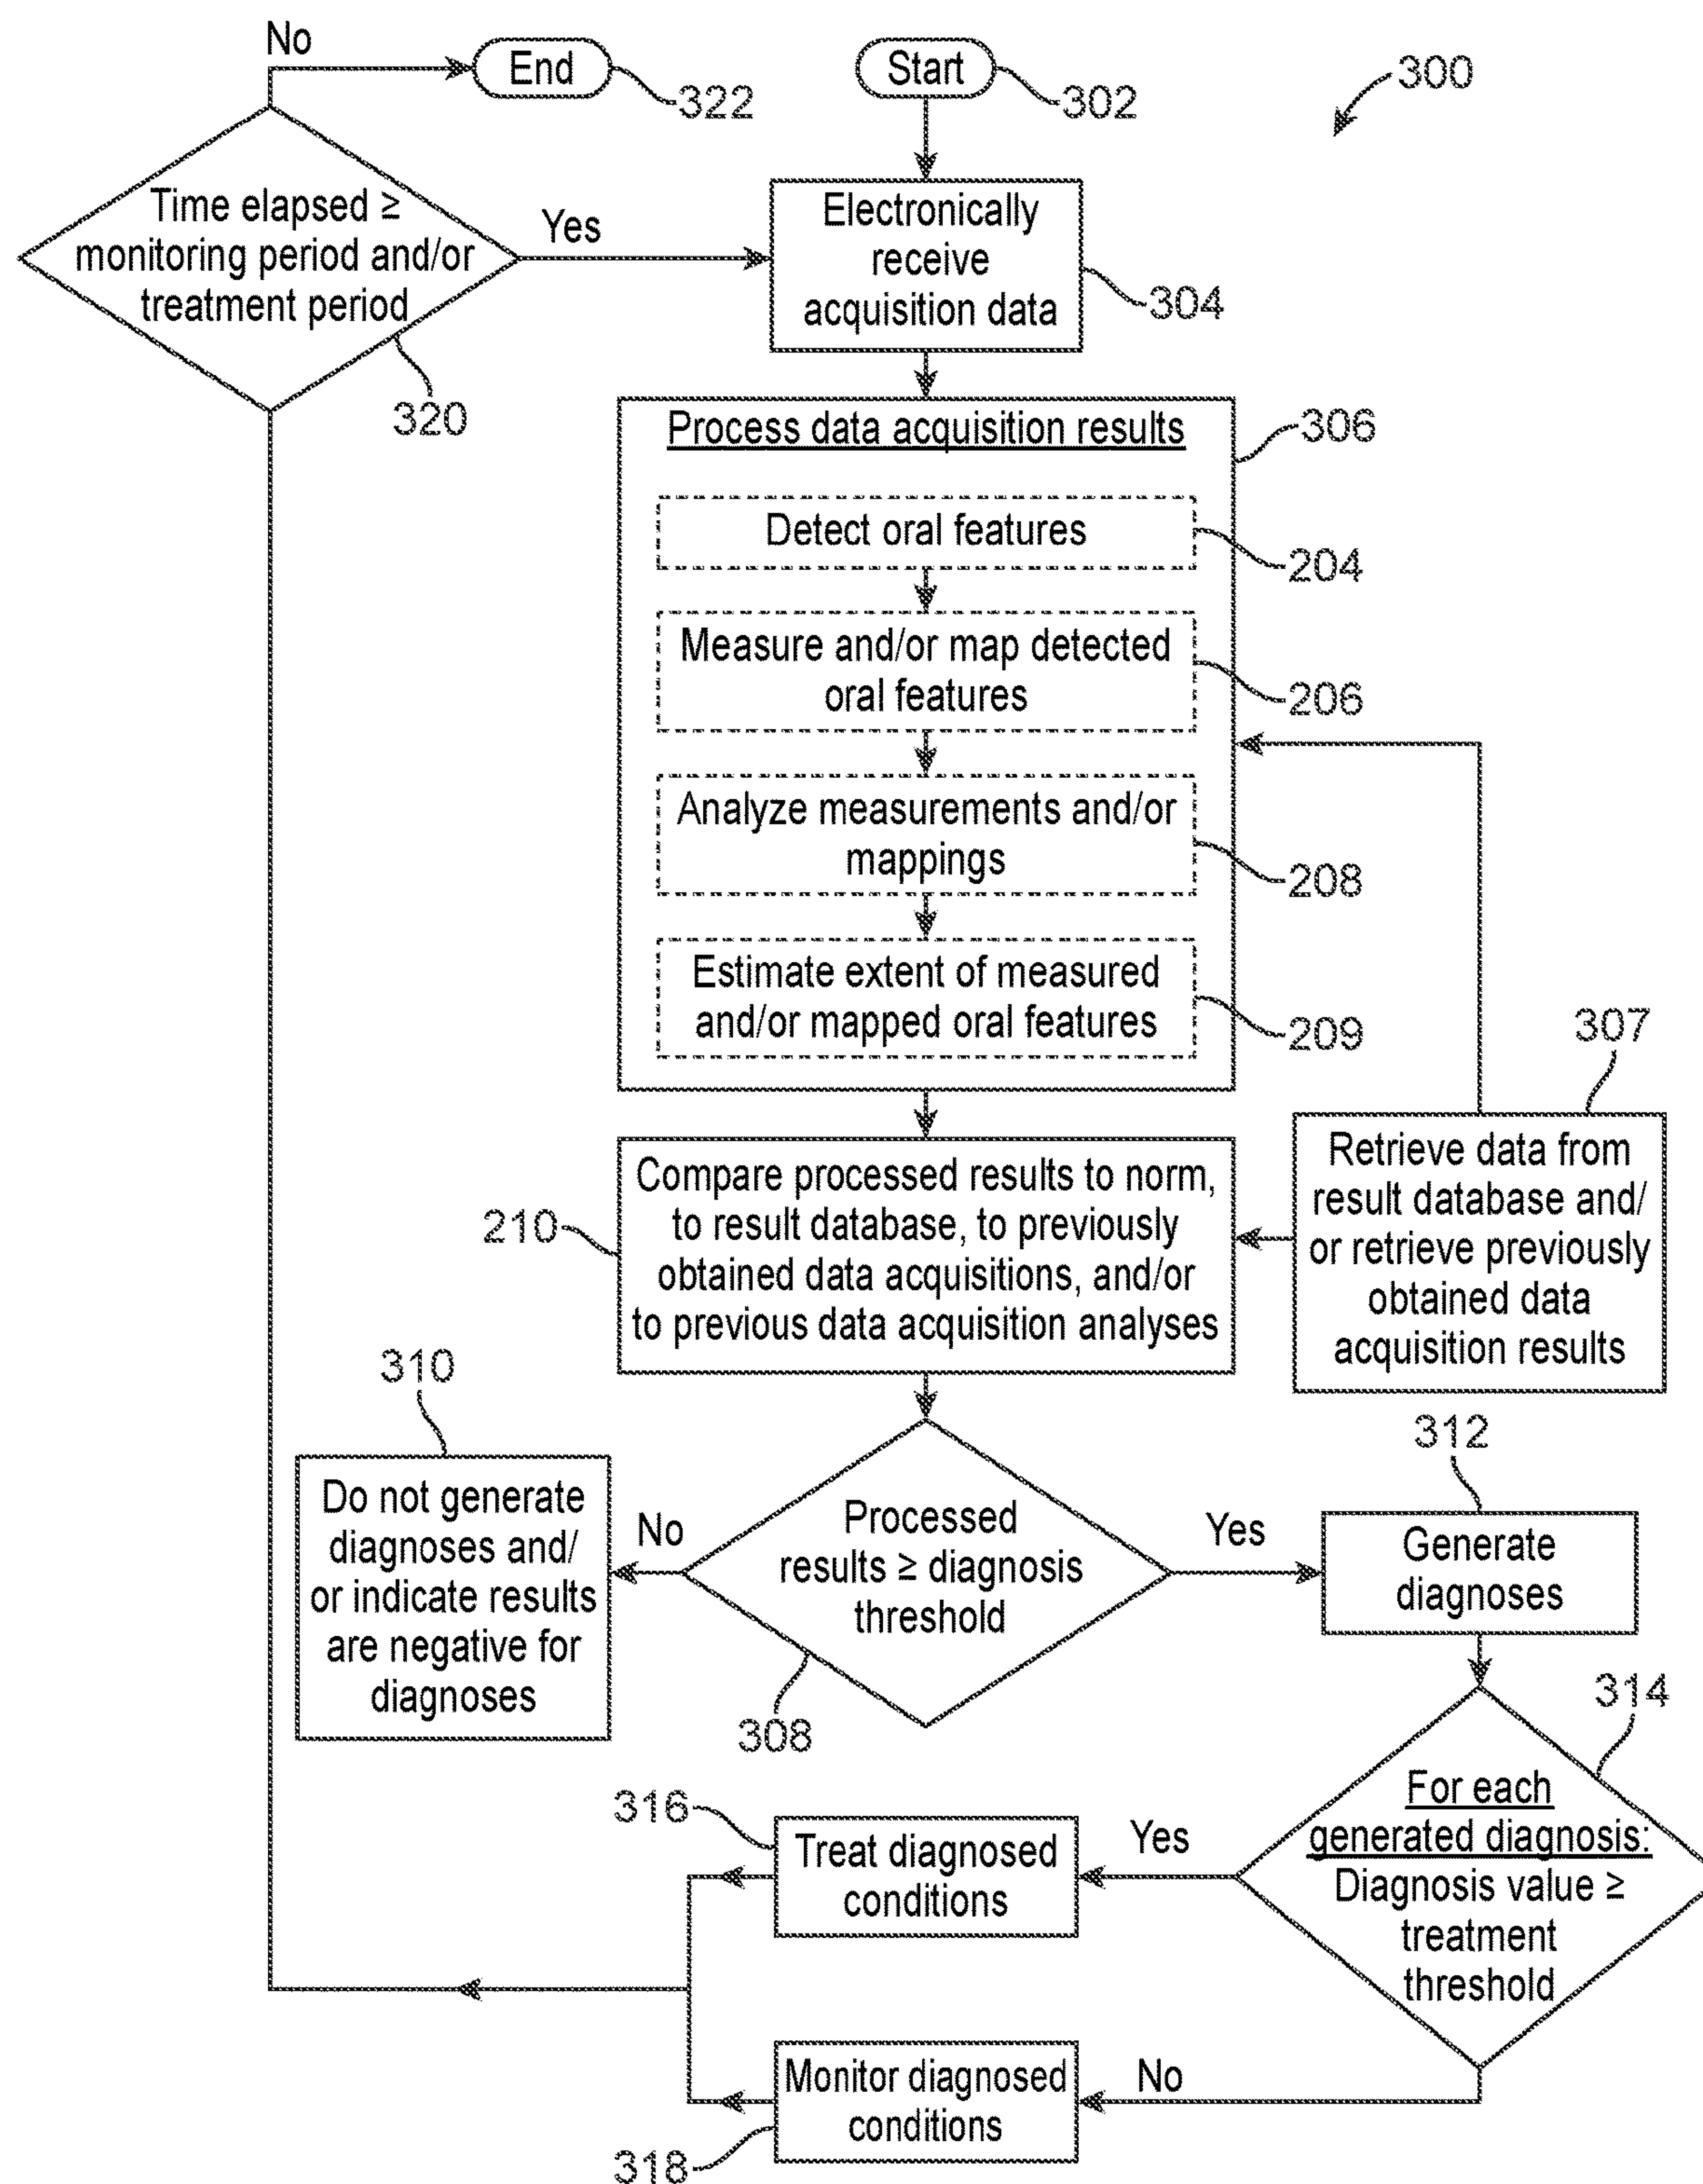 No
End
322
Start
302
300
Time elapsed ≥
monitoring period and/or
treatment period
320
Yes
Electronically
receive
acquisition data
304
Process data acquisition results
306
Detect oral features
204
Measure and/or map detected
oral features
206
Analyze measurements and/or
mappings
208
Estimate extent of measured
and/or mapped oral features
209
307
Retrieve data from
result database and/
or retrieve previously
obtained data
acquisition results
210
Compare processed results to norm,
to result database, to previously
obtained data acquisitions, and/or
to previous data acquisition analyses
310
Do not generate
diagnoses and/
or indicate results
are negative for
diagnoses
No
Processed
results ≥ diagnosis
threshold
308
Yes
312
Generate
diagnoses
314
For each
generated diagnosis:
Diagnosis value ≥
treatment
threshold
Yes
316
Treat diagnosed
conditions
No
Monitor diagnosed
conditions
318